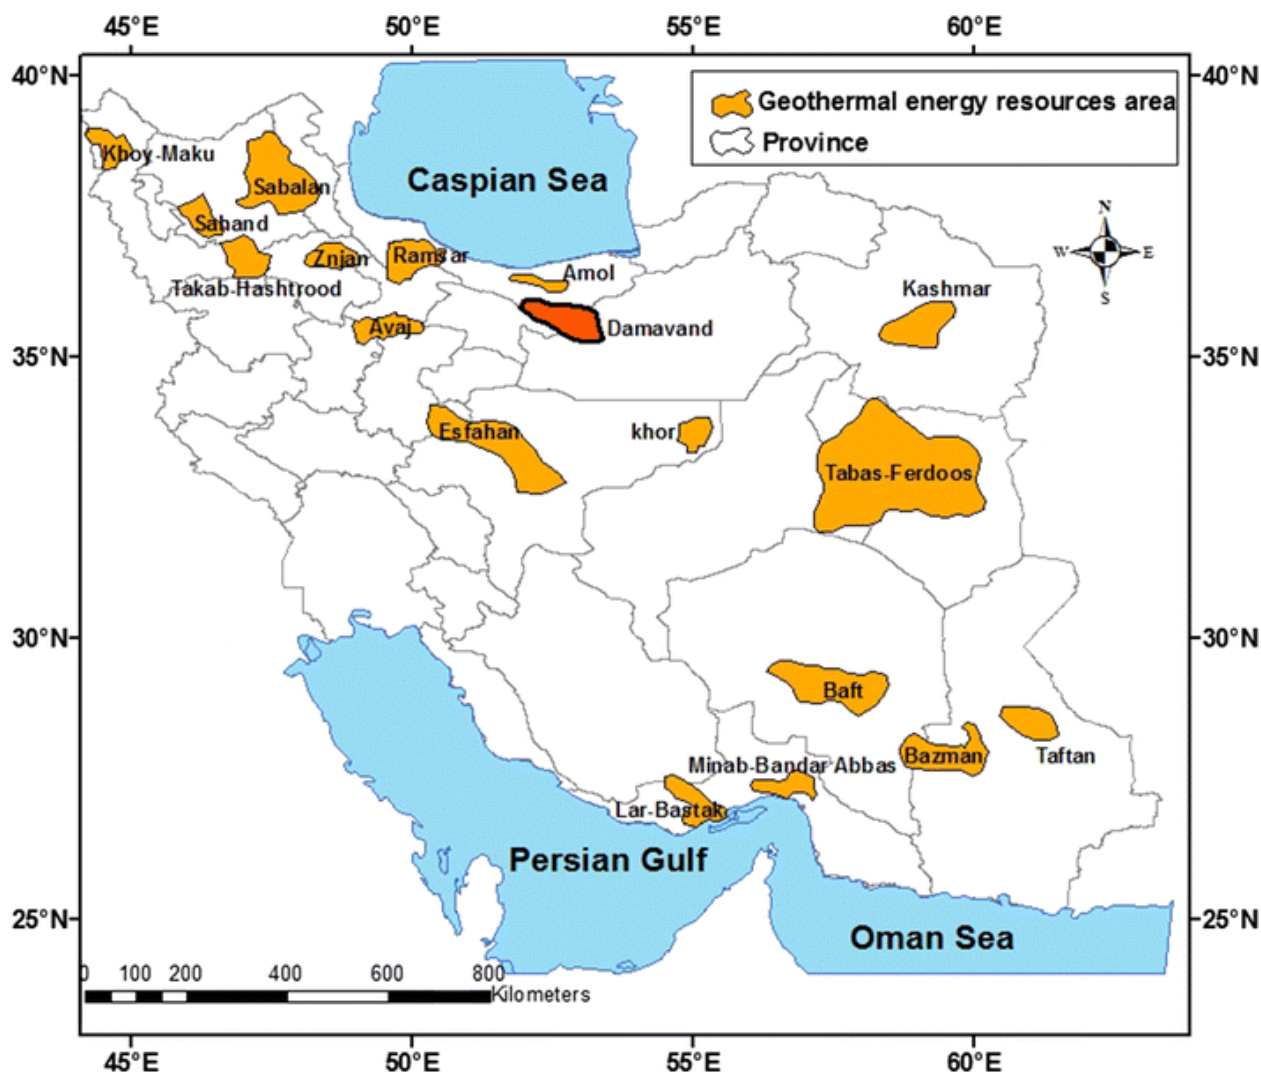 45°E 50°E 55°E 60°E
40°N 40°N
Geothermal energy resources area
Province
Khoy-Maku
Caspian Sea
Sabalan
Sahand
N
W E
S
Znjan
Ramsar
Takab-Hashtrood
Amol
Kashmar
Avaj
Damavand
35°N 35°N
Esfahan
khor
Tabas-Ferdoos
30°N 30°N
Baft
Minab-Bandar Abbas
Bazman
Taftan
Lar-Bastak
Persian Gulf
25°N 25°N
Oman Sea
0 100 200 400 600 800
Kilometers
45°E 50°E 55°E 60°E